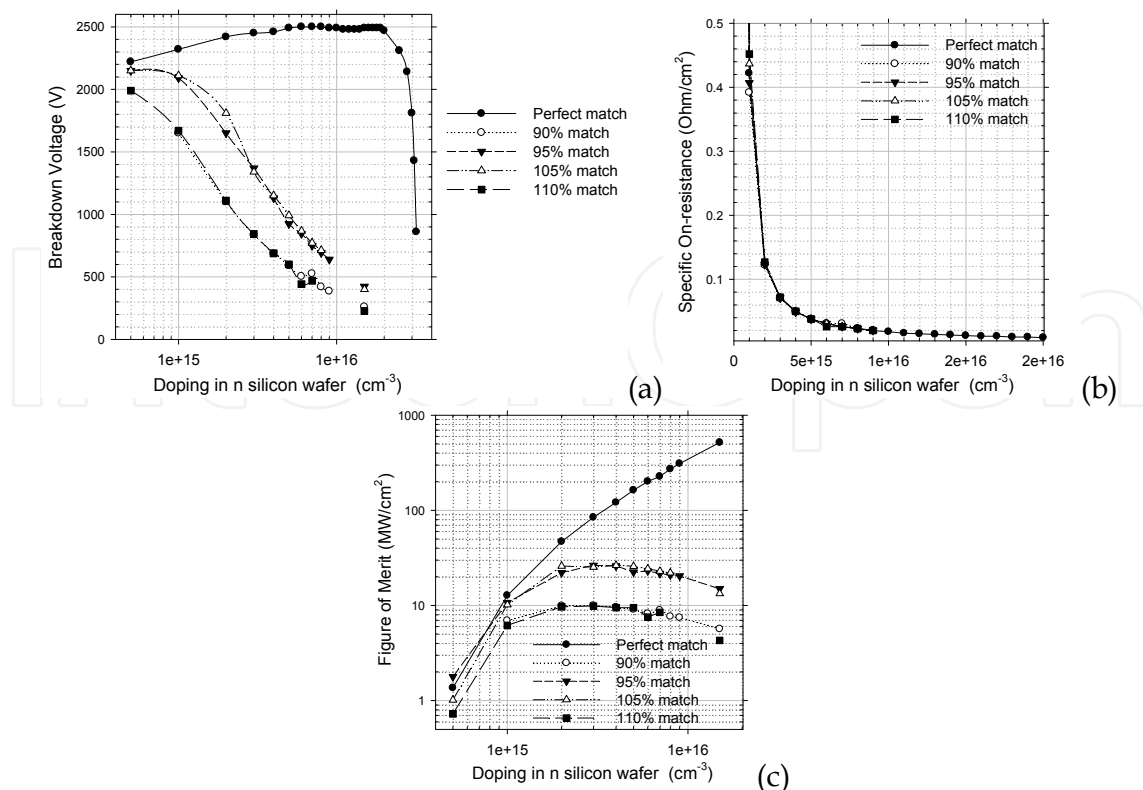 2500
2000
1500
1000
500
0
Breakdown Voltage (V)
1e+15
1e+16
Doping in n silicon wafer (cm-3)
Perfect match
90% match
95% match
105% match
110% match
(a)
0.5
0.4
0.3
0.2
0.1
Specific On-resistance (Ohm/cm2)
0
5e+15
1e+16
2e+16
2e+16
Doping in n silicon wafer (cm-3)
Perfect match
90% match
95% match
105% match
110% match
(b)
1000
100
10
1
Figure of Merit (MW/cm2)
1e+15
1e+16
Doping in n silicon wafer (cm-3)
Perfect match
90% match
95% match
105% match
110% match
(c)